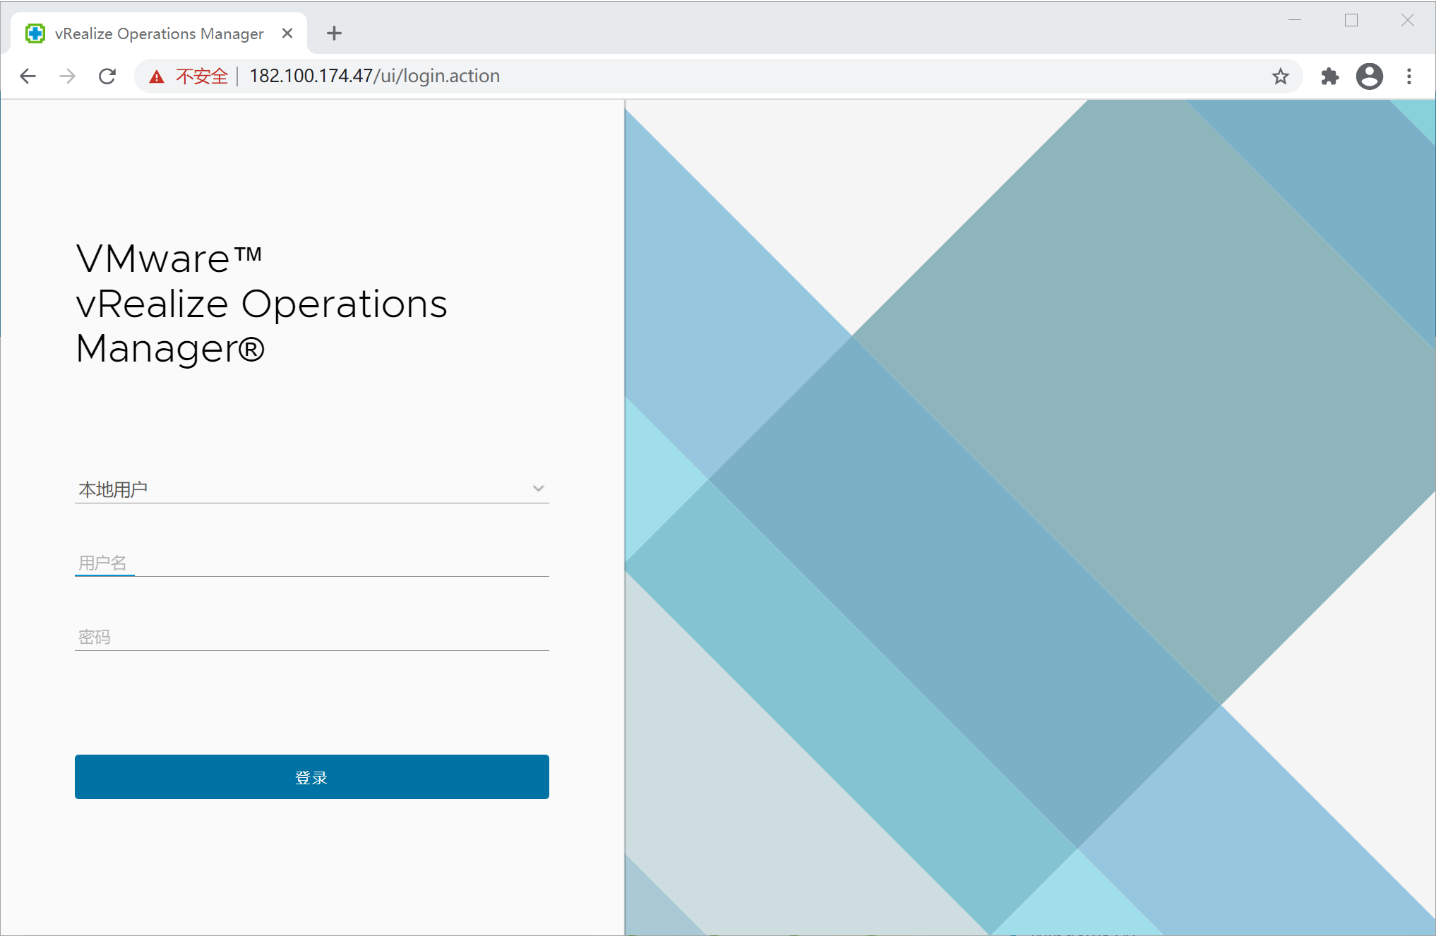 vRealize Operations Manager
不安全 | 182.100.174.47/ui/login.action
VMware™
vRealize Operations
Manager®
本地用户
用户名
密码
登录